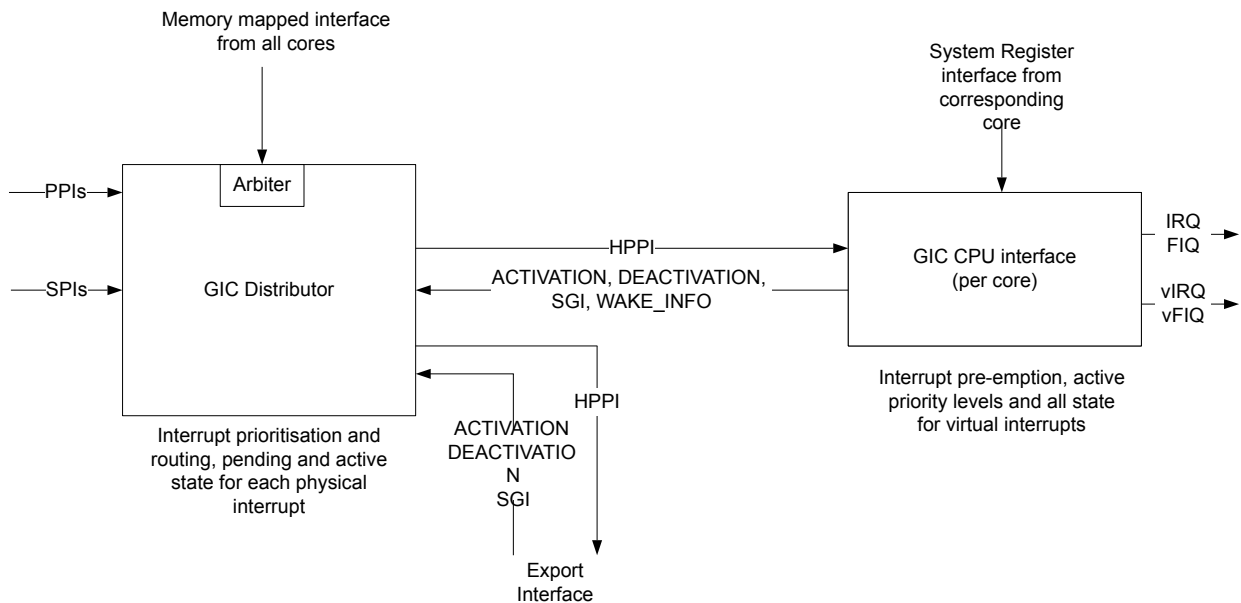 Memory mapped interface
from all cores
System Register
interface from
corresponding
core
Arbiter
PPIs
SPIs
GIC Distributor
HPPI
ACTIVATION, DEACTIVATION,
SGI, WAKE_INFO
GIC CPU interface
(per core)
IRQ
FIQ
vIRQ
vFIQ
Interrupt pre-emption, active
priority levels and all state
for virtual interrupts
HPPI
ACTIVATION
DEACTIVATIO
N
SGI
Interrupt prioritisation and
routing, pending and active
state for each physical
interrupt
Export
Interface